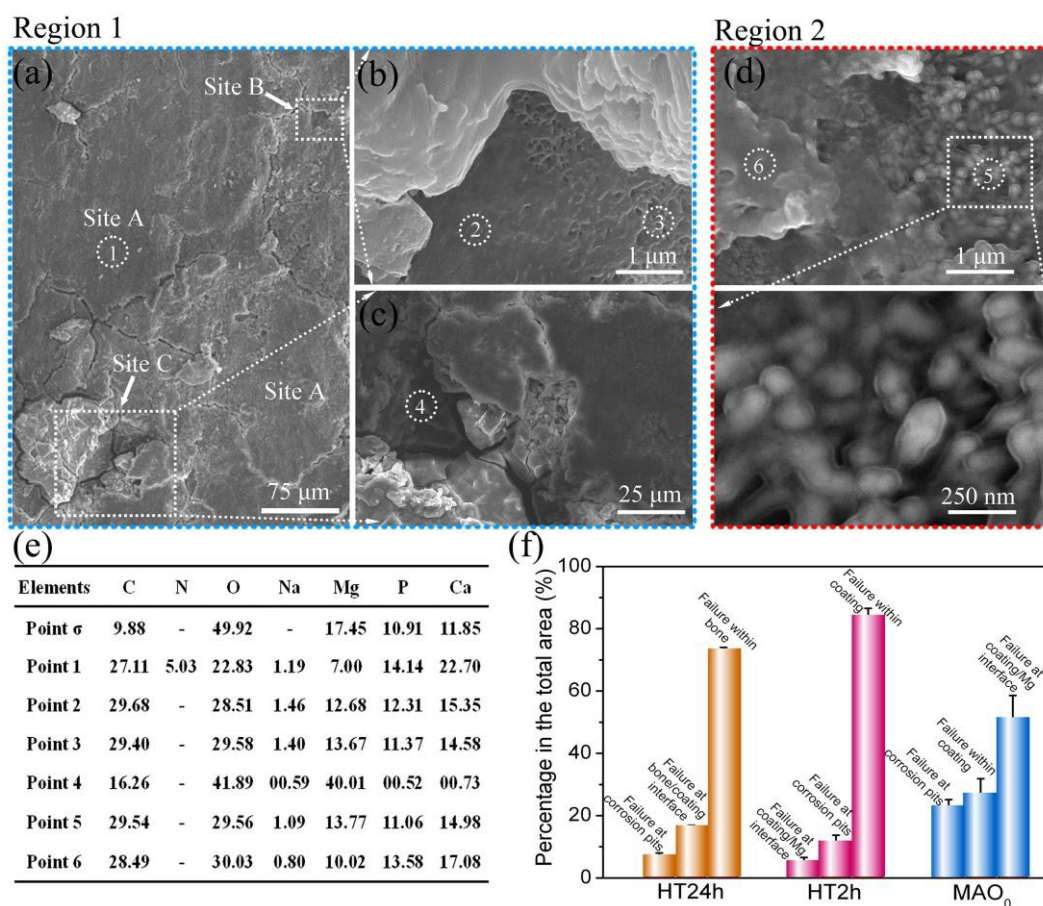 Region 1
Region 2
(a)
Site B
Site A
1
Site C
Site A
75 μm
(b)
2
3
1 μm
(c)
4
25 μm
(d)
6
5
1 μm
250 nm
(e)
Elements C N O Na Mg P Ca
Point σ 9.88 - 49.92 - 17.45 10.91 11.85
Point 1 27.11 5.03 22.83 1.19 7.00 14.14 22.70
Point 2 29.68 - 28.51 1.46 12.68 12.31 15.35
Point 3 29.40 - 29.58 1.40 13.67 11.37 14.58
Point 4 16.26 - 41.89 00.59 40.01 00.52 00.73
Point 5 29.54 - 29.56 1.09 13.77 11.06 14.98
Point 6 28.49 - 30.03 0.80 10.02 13.58 17.08
(f)
Percentage in the total area (%)
100
80
60
40
20
0
Failure at
corrosion pits
Failure at
bone/coating
interface
Failure within
bone
Failure at
coating/Mg
interface
Failure at
corrosion pits
Failure within
coating
Failure at
corrosion pits
Failure within
coating
Failure at
coating/Mg
interface
HT24h
HT2h
MAO₀